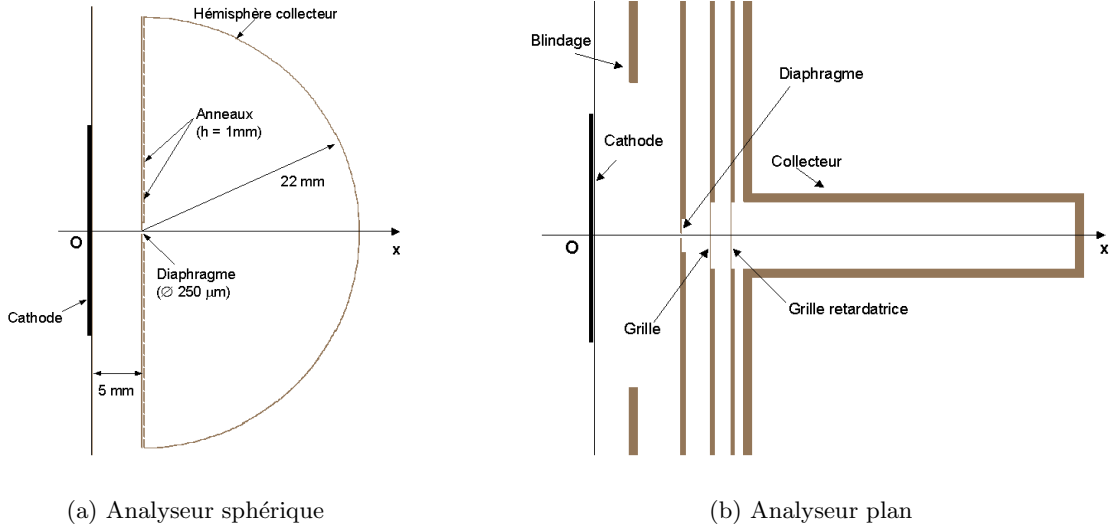 Hémisphère collecteur
Anneaux
(h = 1mm)
22 mm
O
x
Diaphragme
(∅ 250 μm)
Cathode
5 mm
(a) Analyseur sphérique
Blindage
Diaphragme
Cathode
Collecteur
O
x
Grille
Grille retardatrice
(b) Analyseur plan